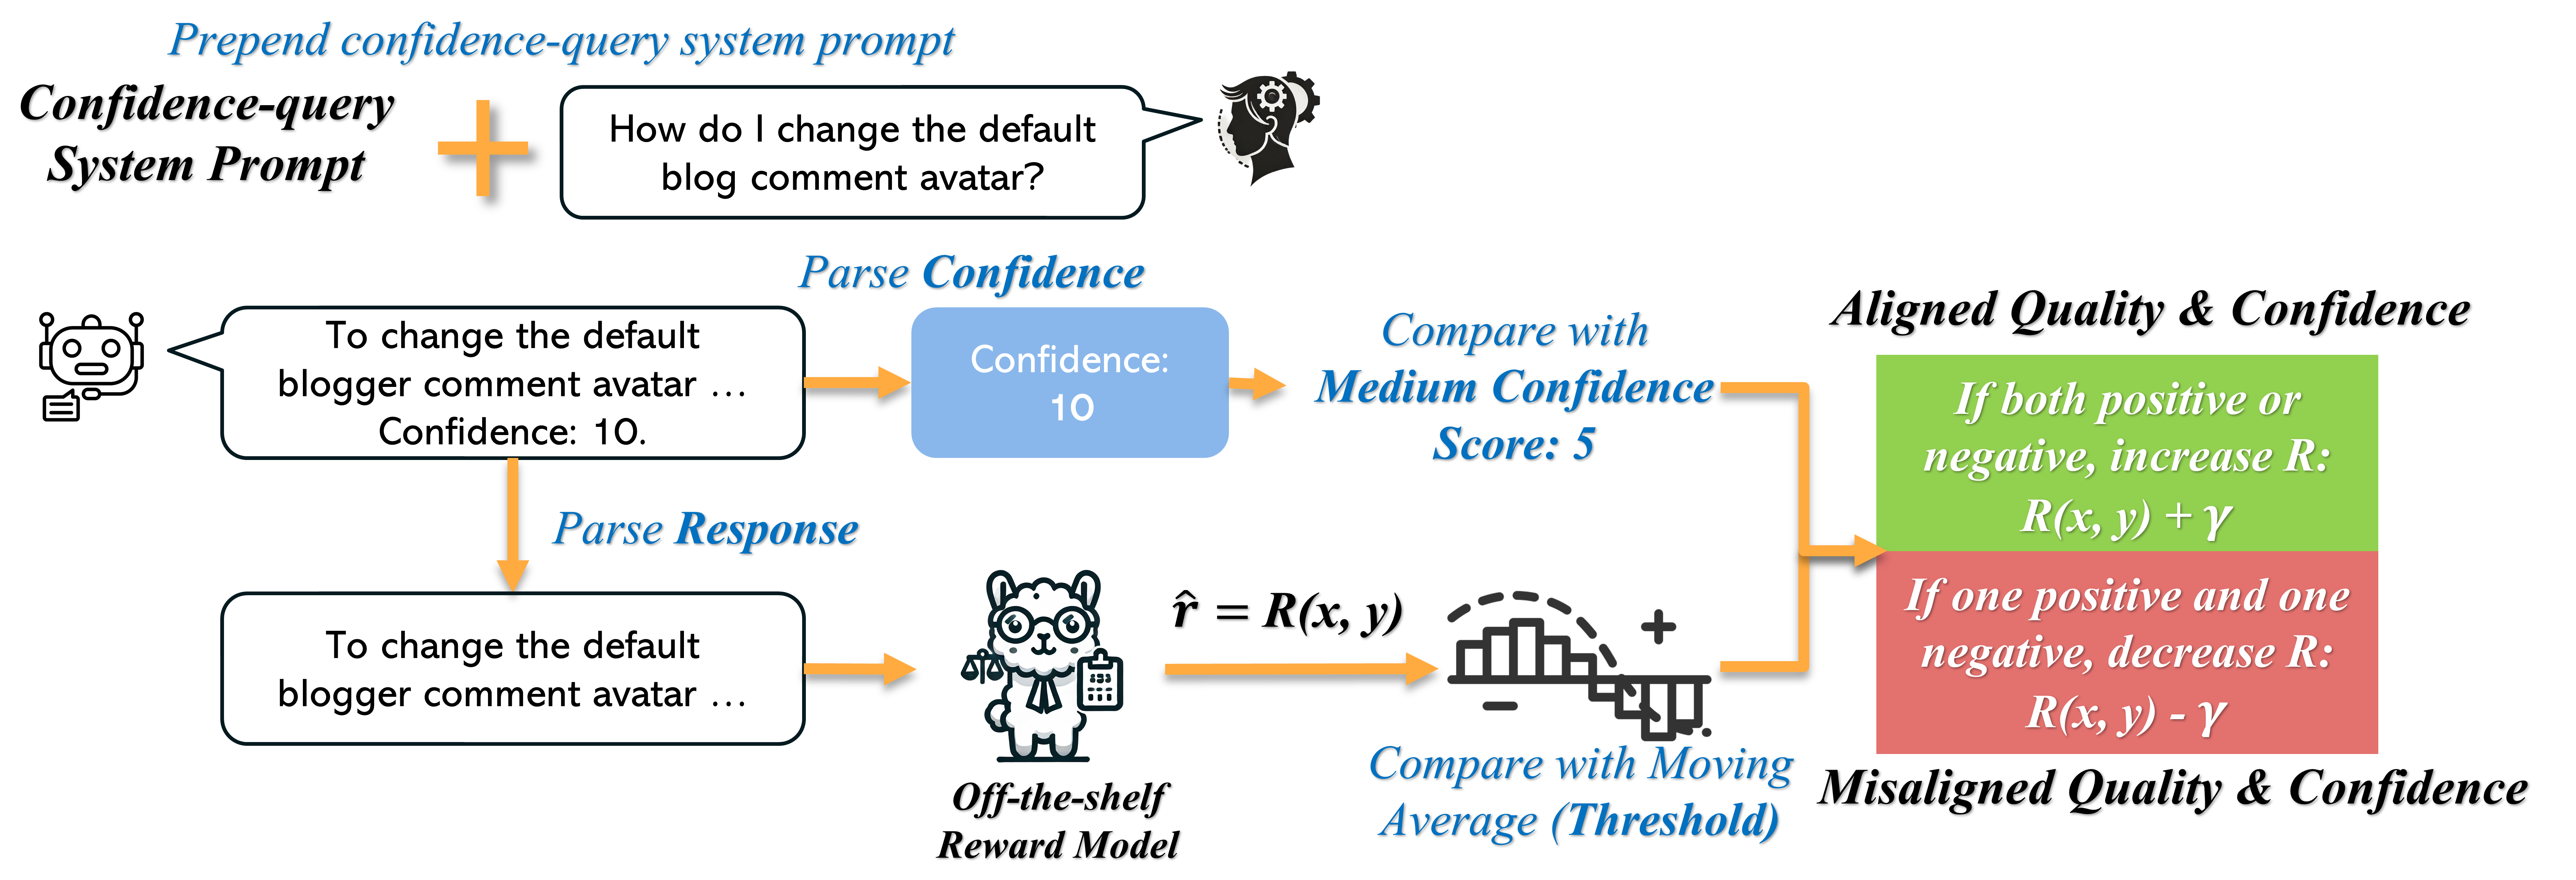 Prepend confidence-query system prompt
Confidence-query
System Prompt
How do I change the default
blog comment avatar?
Parse Confidence
To change the default
blogger comment avatar …
Confidence: 10.
Confidence:
10
Compare with
Medium Confidence
Score: 5
Aligned Quality & Confidence
If both positive or
negative, increase R:
R(x, y) + γ
Parse Response
To change the default
blogger comment avatar …
r̂ = R(x, y)
Off-the-shelf
Reward Model
Compare with Moving
Average (Threshold)
If one positive and one
negative, decrease R:
R(x, y) - γ
Misaligned Quality & Confidence